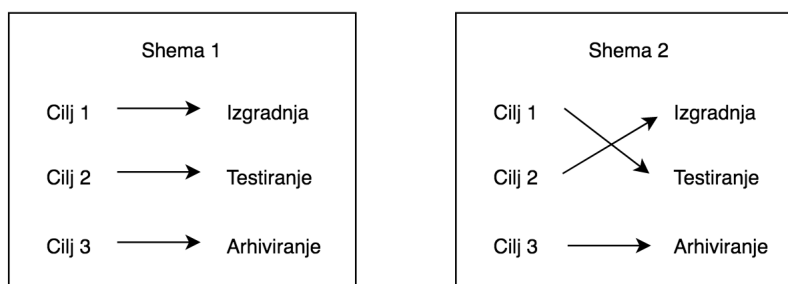 Shema 1
Cilj 1 Izgradnja
Cilj 2 Testiranje
Cilj 3 Arhiviranje
Shema 2
Cilj 1 Izgradnja
Cilj 2 Testiranje
Cilj 3 Arhiviranje